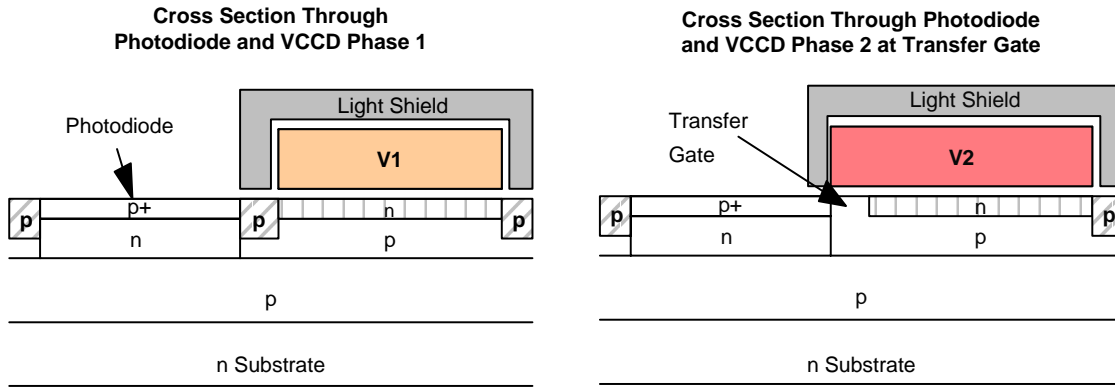 Cross Section Through
Photodiode and VCCD Phase 1
Light Shield
Photodiode
V1
p
p+
p
n
p
n
p
p
n Substrate
Cross Section Through Photodiode
and VCCD Phase 2 at Transfer Gate
Light Shield
Transfer
Gate
V2
p
p+
n
p
n
p
p
n Substrate